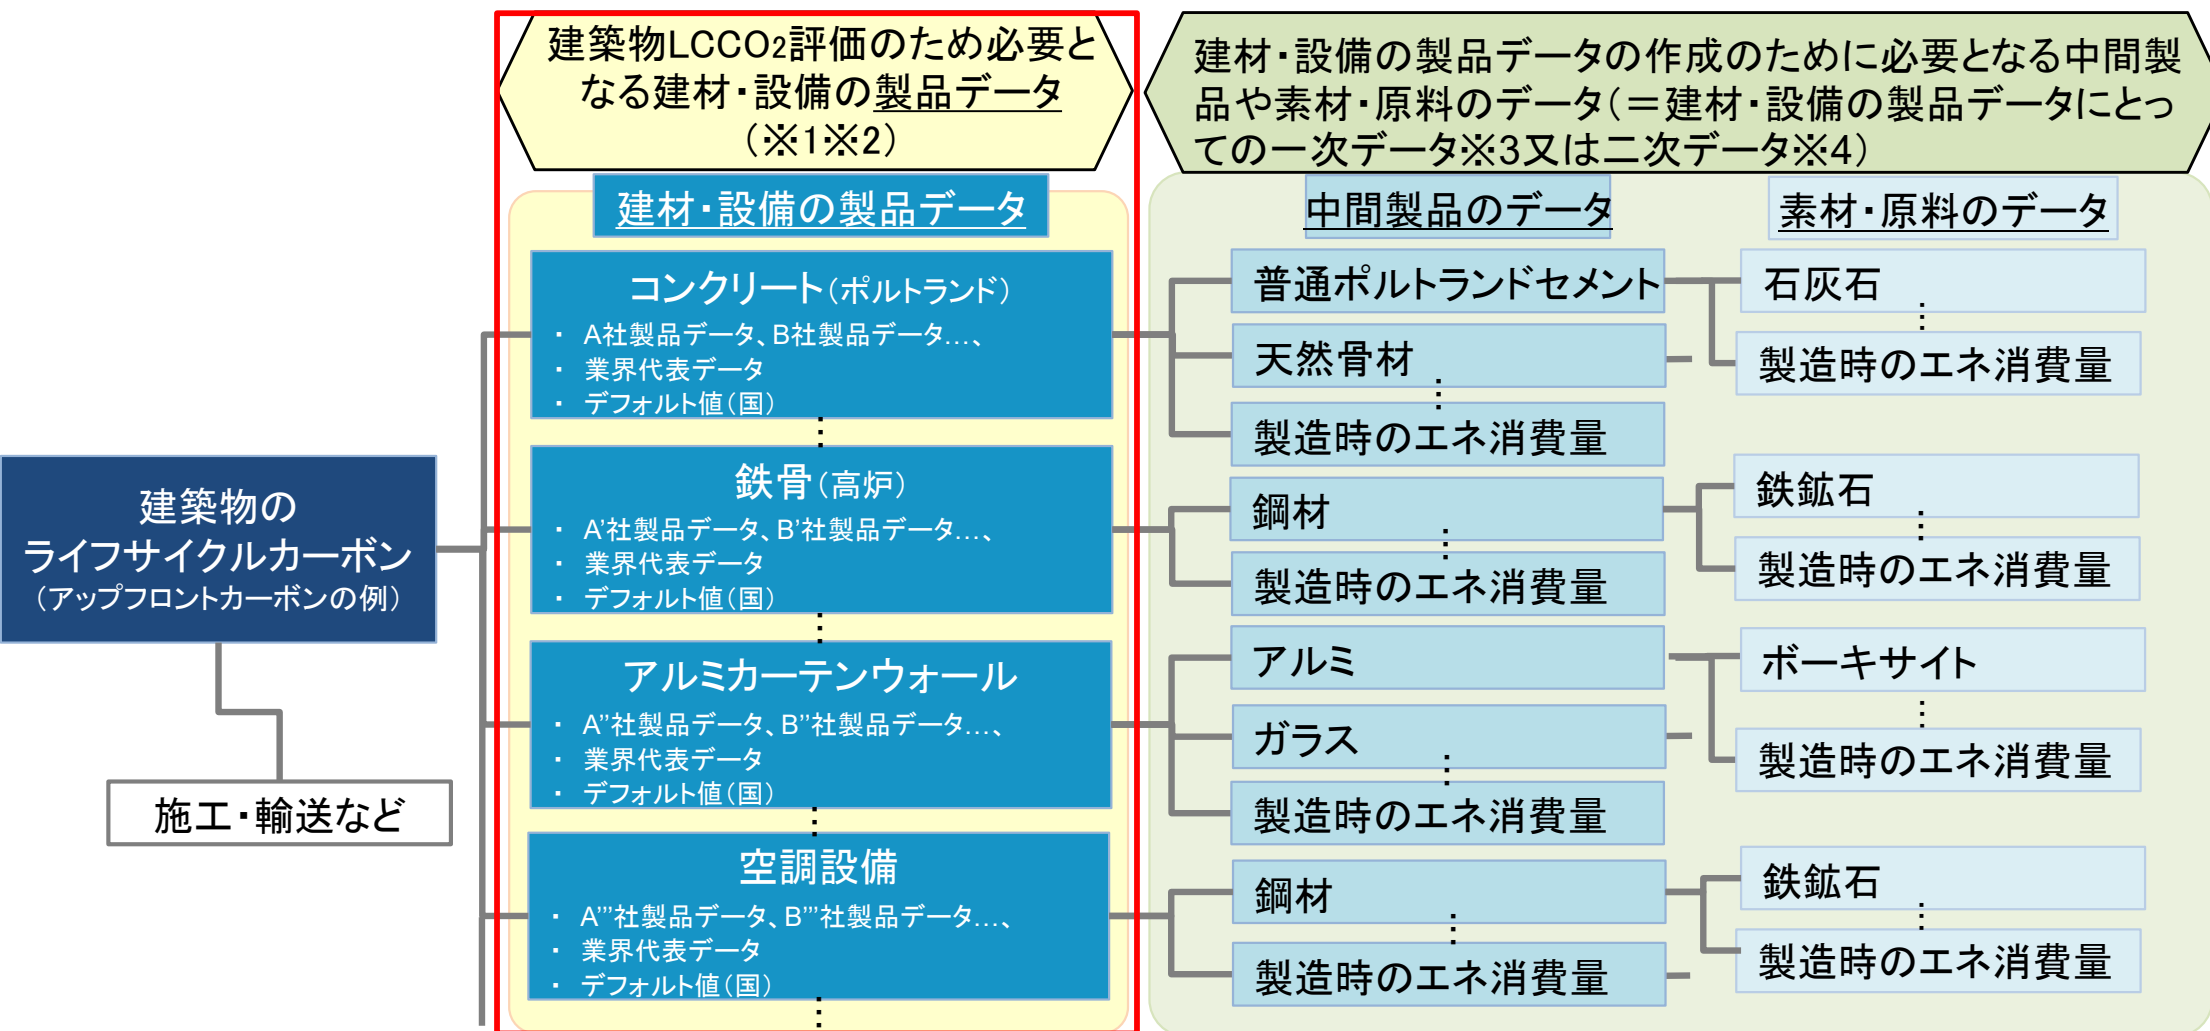 建築物LCCO₂評価のため必要と
なる建材・設備の製品データ
（※1※2）
建材・設備の製品データの作成のために必要となる中間製
品や素材・原料のデータ（＝建材・設備の製品データにとっ
ての一次データ※3又は二次データ※4）
建材・設備の製品データ
中間製品のデータ
素材・原料のデータ
建築物の
ライフサイクルカーボン
（アップフロントカーボンの例）
施工・輸送など
コンクリート（ポルトランド）
・ A社製品データ、B社製品データ…、
・ 業界代表データ
・ デフォルト値（国）
⋮
鉄骨（高炉）
・ A'社製品データ、B'社製品データ…、
・ 業界代表データ
・ デフォルト値（国）
⋮
アルミカーテンウォール
・ A''社製品データ、B''社製品データ…、
・ 業界代表データ
・ デフォルト値（国）
⋮
空調設備
・ A'''社製品データ、B'''社製品データ…、
・ 業界代表データ
・ デフォルト値（国）
⋮
普通ポルトランドセメント
天然骨材
⋮
製造時のエネ消費量
石灰石
⋮
製造時のエネ消費量
鋼材
⋮
製造時のエネ消費量
鉄鉱石
⋮
製造時のエネ消費量
アルミ
ガラス
⋮
製造時のエネ消費量
ボーキサイト
⋮
製造時のエネ消費量
鋼材
⋮
製造時のエネ消費量
鉄鉱石
⋮
製造時のエネ消費量